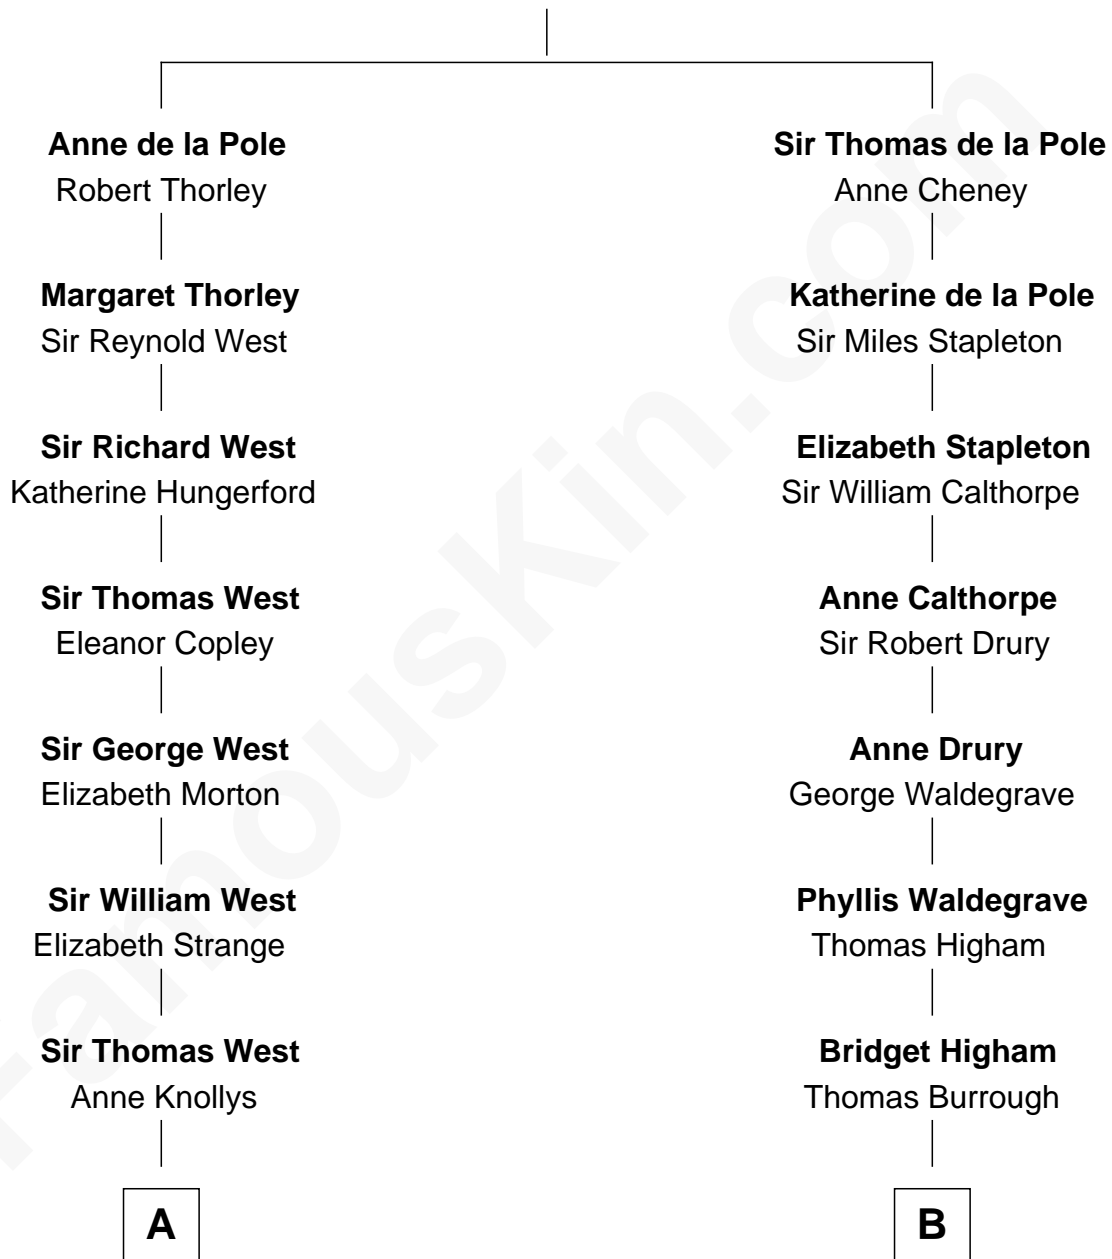 Anne de la Pole
Robert Thorley
Margaret Thorley
Sir Reynold West
Sir Richard West
Katherine Hungerford
Sir Thomas West
Eleanor Copley
Sir George West
Elizabeth Morton
Sir William West
Elizabeth Strange
Sir Thomas West
Anne Knollys
A
Sir Thomas de la Pole
Anne Cheney
Katherine de la Pole
Sir Miles Stapleton
Elizabeth Stapleton
Sir William Calthorpe
Anne Calthorpe
Sir Robert Drury
Anne Drury
George Waldegrave
Phyllis Waldegrave
Thomas Higham
Bridget Higham
Thomas Burrough
B
FamousKin.com